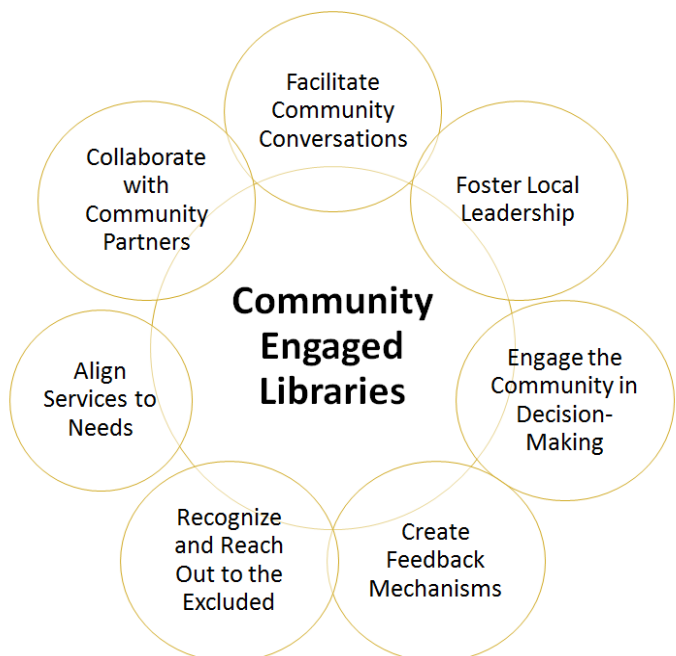 Facilitate
Community
Conversations
Foster Local
Leadership
Engage the
Community in
Decision-
Making
Create
Feedback
Mechanisms
Recognize
and Reach
Out to the
Excluded
Align
Services to
Needs
Collaborate
with
Community
Partners
Community
Engaged
Libraries